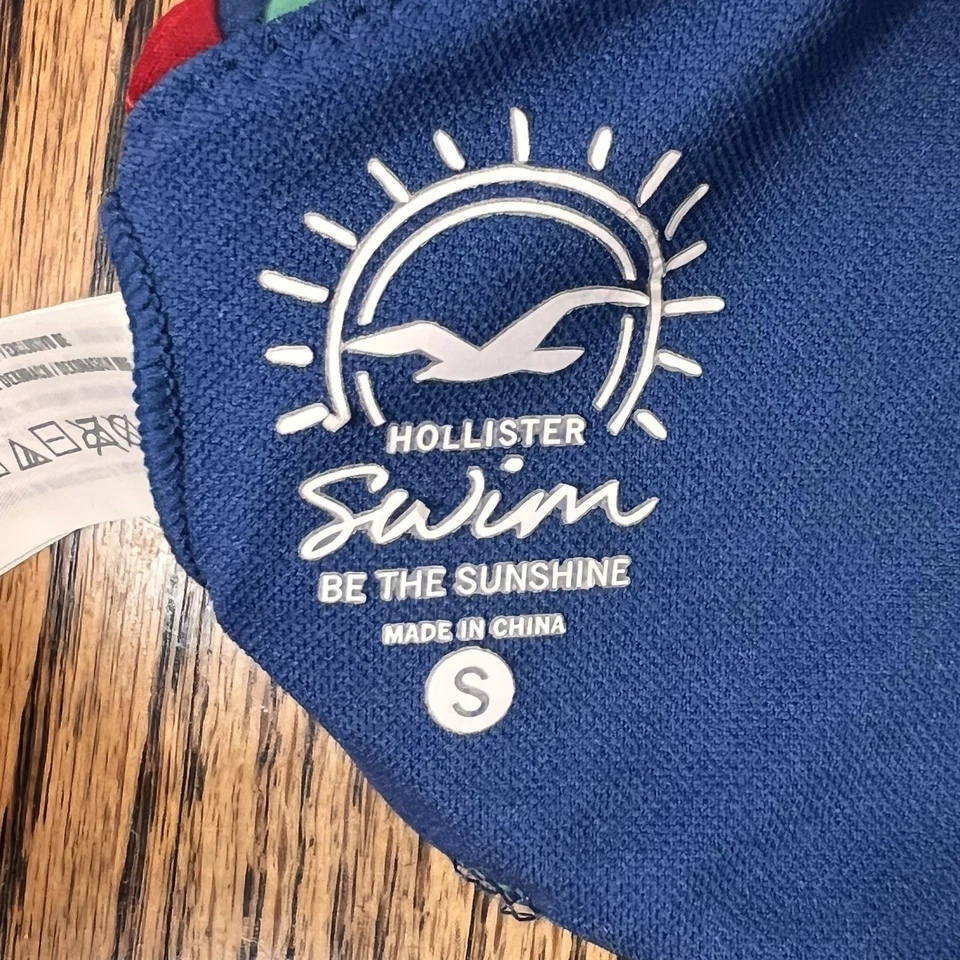 HOLLISTER
Swim
BE THE SUNSHINE
MADE IN CHINA
S